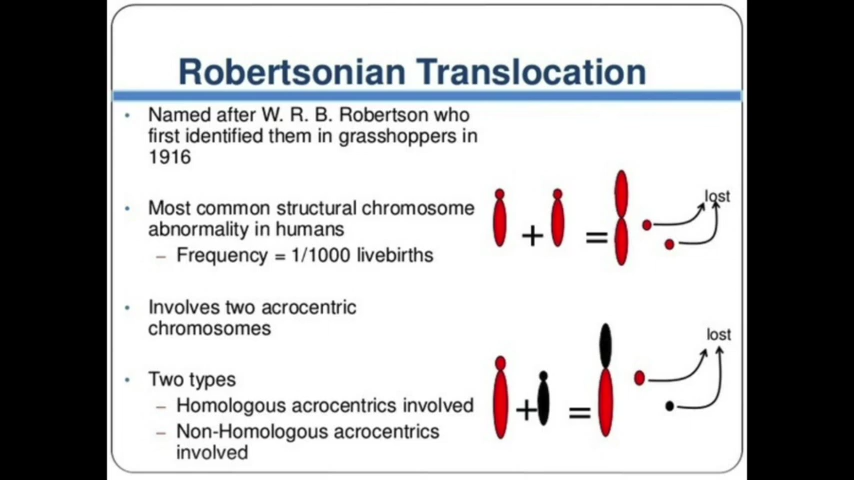 Robertsonian Translocation
• Named after W. R. B. Robertson who
first identified them in grasshoppers in
1916
• Most common structural chromosome
abnormality in humans
– Frequency = 1/1000 livebirths
• Involves two acrocentric
chromosomes
• Two types
– Homologous acrocentrics involved
– Non-Homologous acrocentrics
involved
+ =
lost
+ =
lost